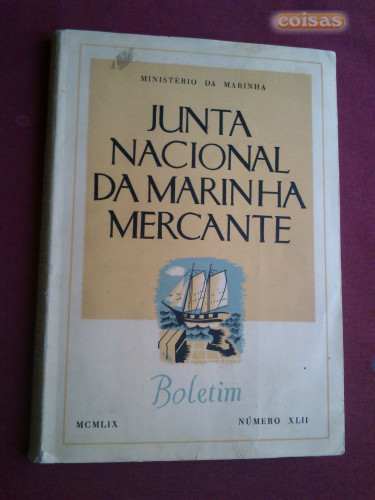 coisas
MINISTÉRIO DA MARINHA
JUNTA
NACIONAL
DA MARINHA
MERCANTE
Boletim
MCMLIX NÚMERO XLII